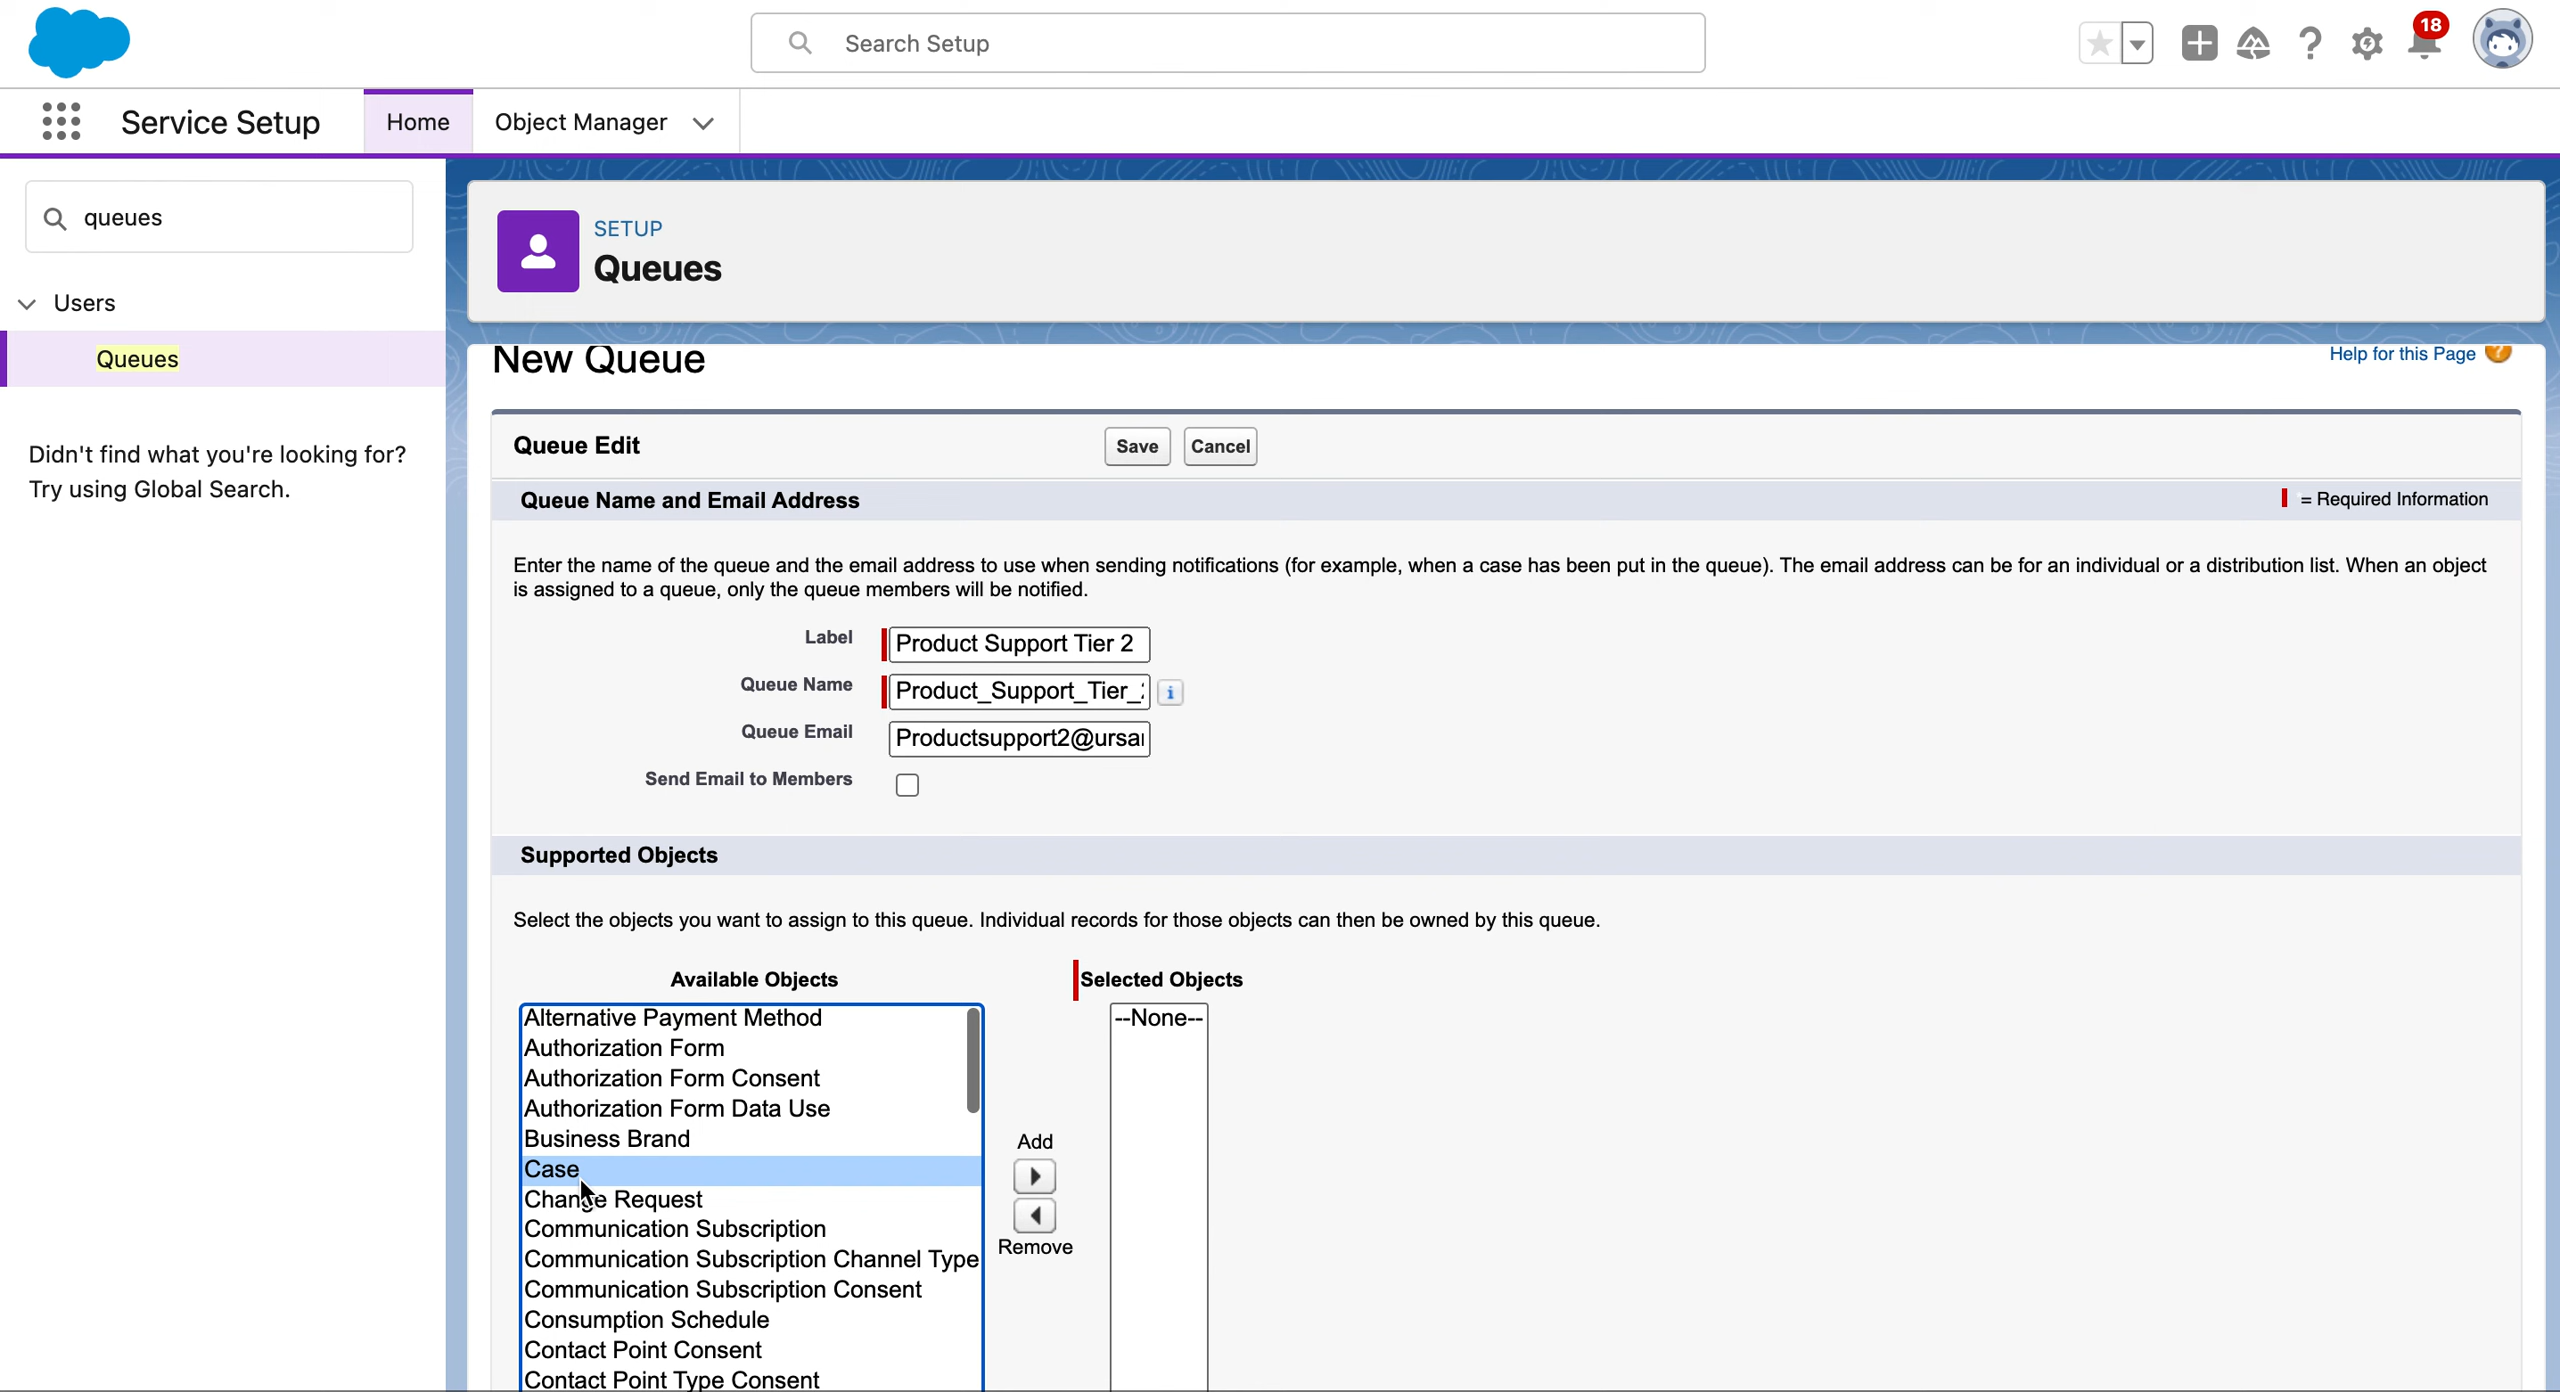 Search Setup
18
Service Setup
Home
Object Manager
queues
Users
Queues
Didn't find what you're looking for?
Try using Global Search.
SETUP
Queues
New Queue
Help for this Page
Queue Edit
Save
Cancel
Queue Name and Email Address
= Required Information
Enter the name of the queue and the email address to use when sending notifications (for example, when a case has been put in the queue). The email address can be for an individual or a distribution list. When an object
is assigned to a queue, only the queue members will be notified.
Label
Product Support Tier 2
Queue Name
Product_Support_Tier_
Queue Email
Productsupport2@ursa
Send Email to Members
Supported Objects
Select the objects you want to assign to this queue. Individual records for those objects can then be owned by this queue.
Available Objects
Selected Objects
Alternative Payment Method
Authorization Form
Authorization Form Consent
Authorization Form Data Use
Business Brand
Case
Change Request
Communication Subscription
Communication Subscription Channel Type
Communication Subscription Consent
Consumption Schedule
Contact Point Consent
Contact Point Type Consent
Add
Remove
--None--